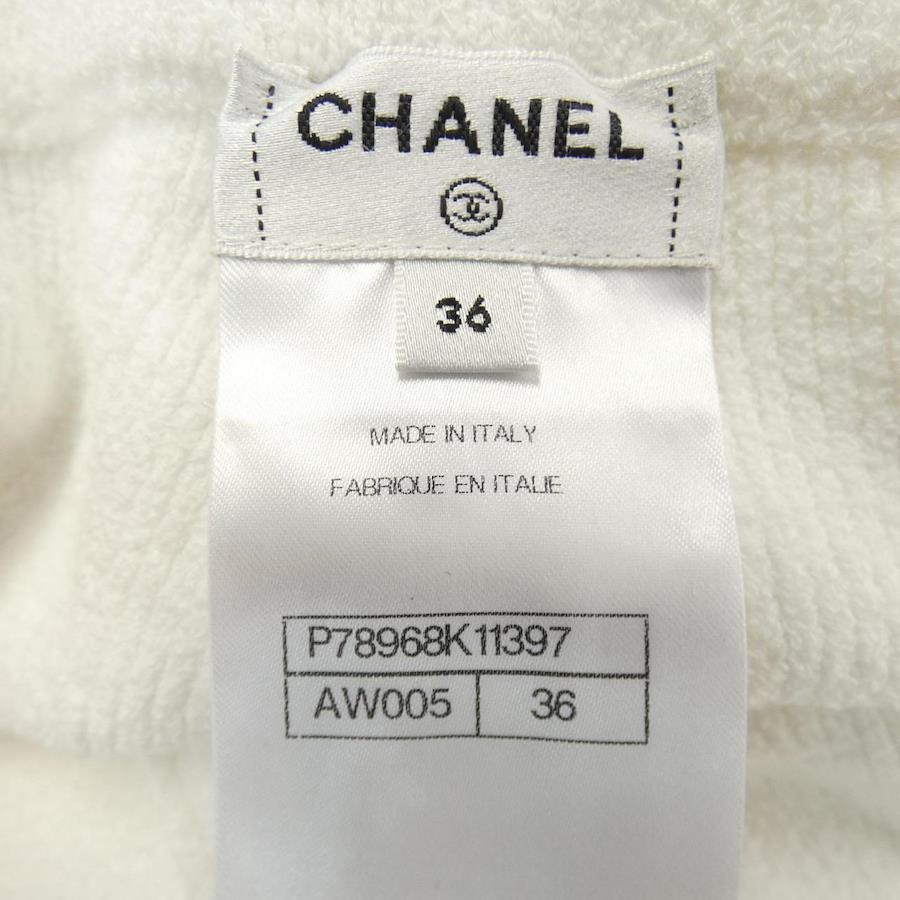 CHANEL
36
MADE IN ITALY
FABRIQUE EN ITALIE
P78968K11397
AW005 36